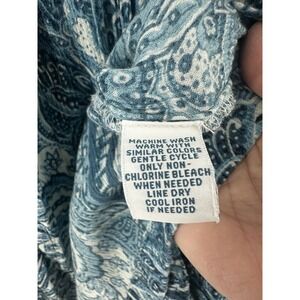 MACHINE WASH
WARM WITH
SIMILAR COLORS
GENTLE CYCLE
ONLY NON-
CHLORINE BLEACH
WHEN NEEDED
LINE DRY
COOL IRON
IF NEEDED